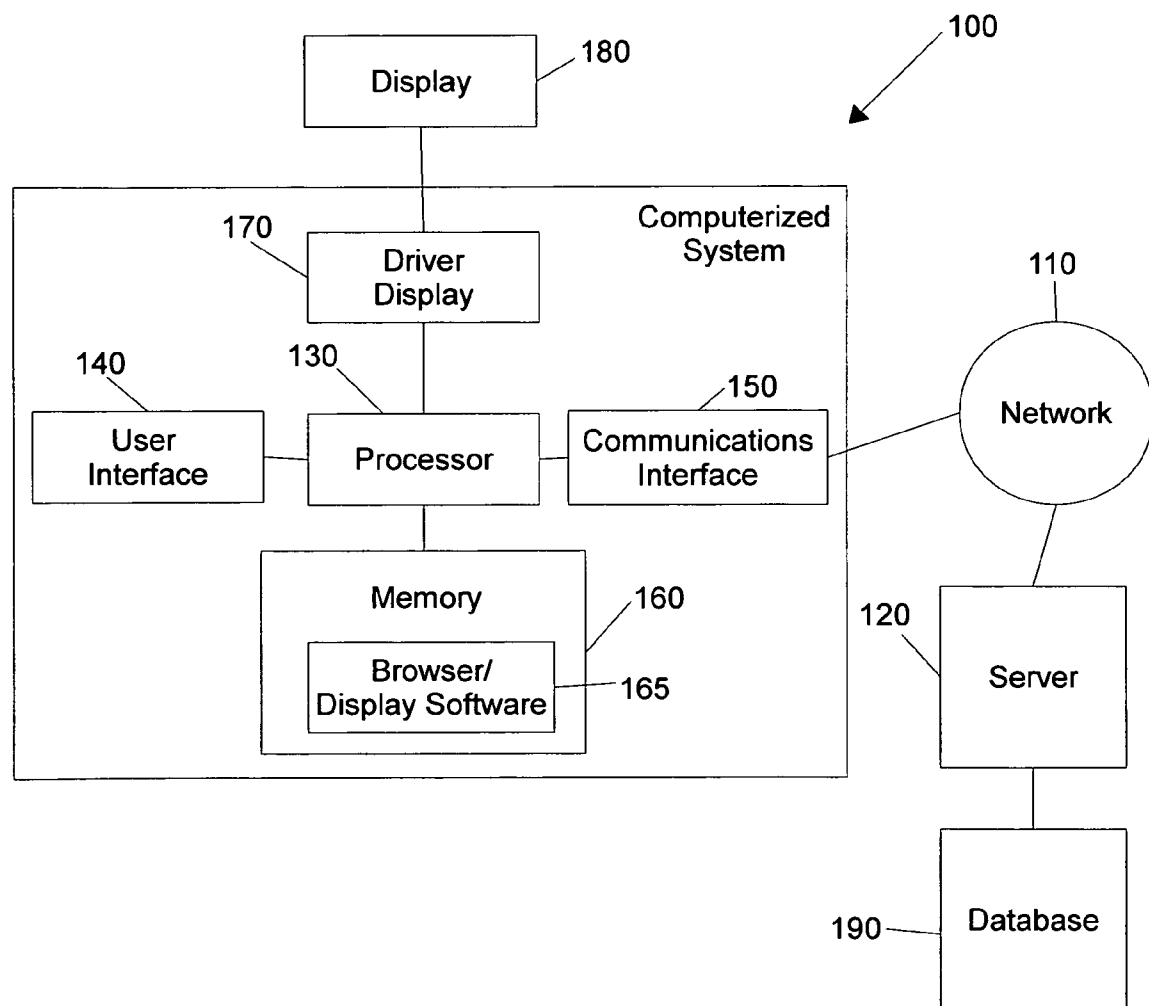 100
180
Display
Computerized
System
170
Driver
Display
110
Network
140
130
150
User
Interface
Processor
Communications
Interface
Memory
160
Browser/
Display Software
165
120
Server
190
Database